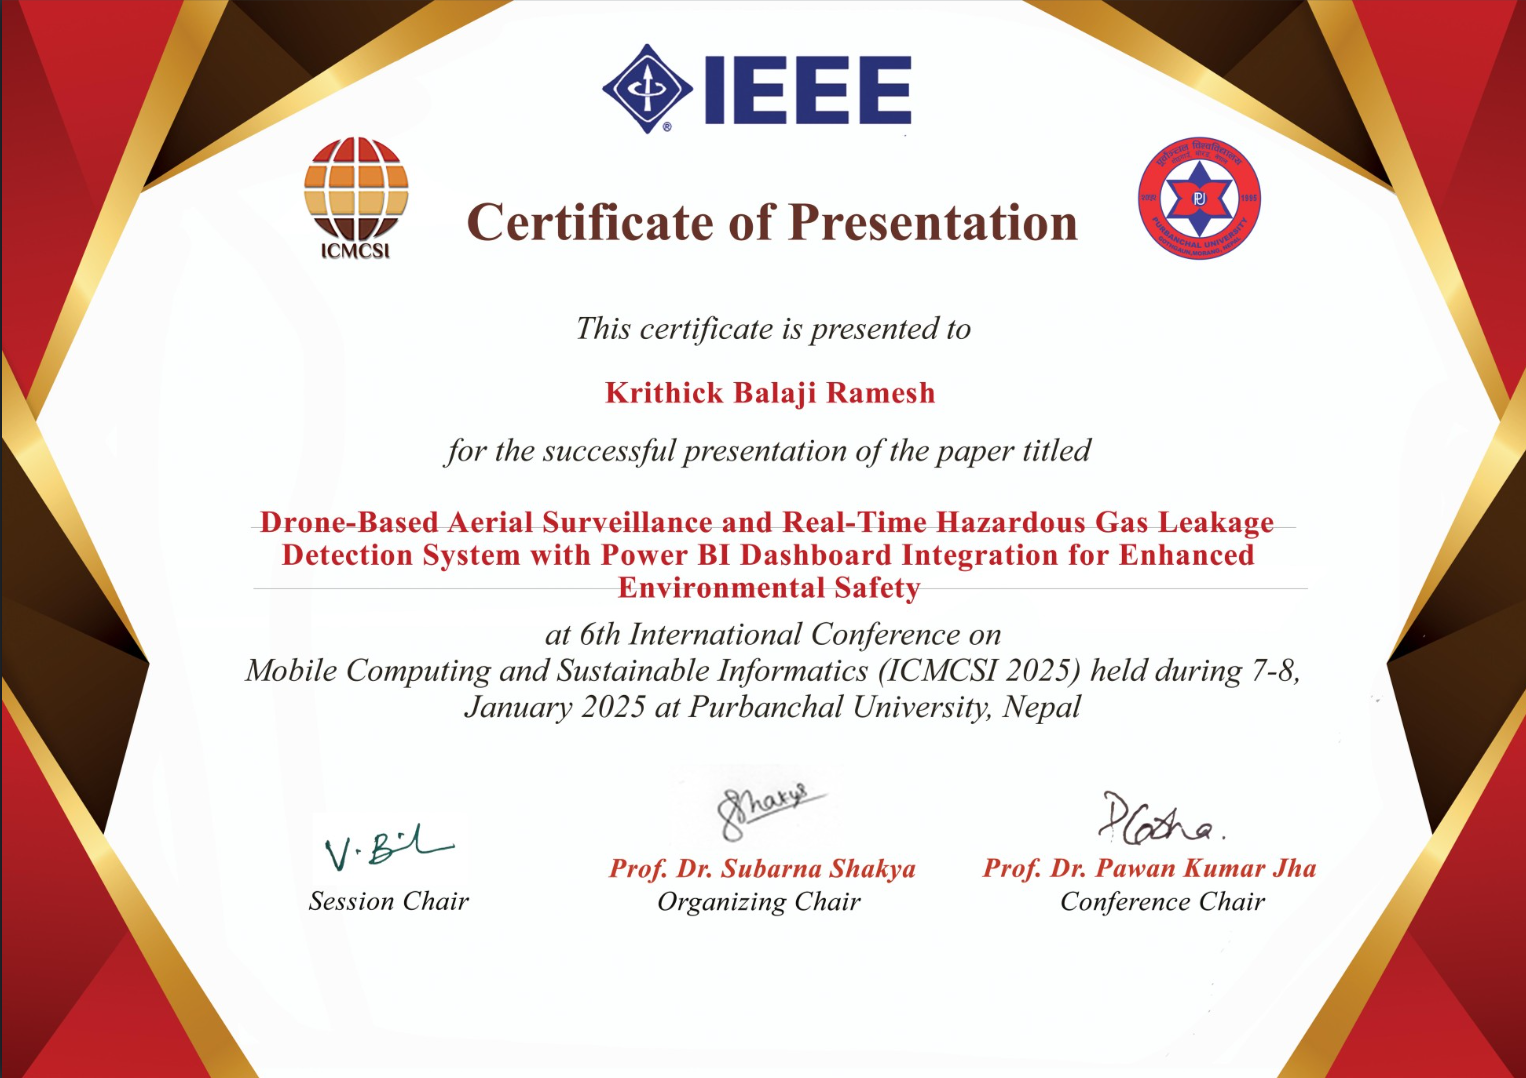 IEEE
®
ICMCSI
Certificate of Presentation
PURBANCHAL UNIVERSITY
PU
This certificate is presented to
Krithick Balaji Ramesh
for the successful presentation of the paper titled
Drone-Based Aerial Surveillance and Real-Time Hazardous Gas Leakage
Detection System with Power BI Dashboard Integration for Enhanced
Environmental Safety
at 6th International Conference on
Mobile Computing and Sustainable Informatics (ICMCSI 2025) held during 7-8,
January 2025 at Purbanchal University, Nepal
Shakya
Prof. Dr. Subarna Shakya
Prof. Dr. Pawan Kumar Jha
Session Chair
Organizing Chair
Conference Chair